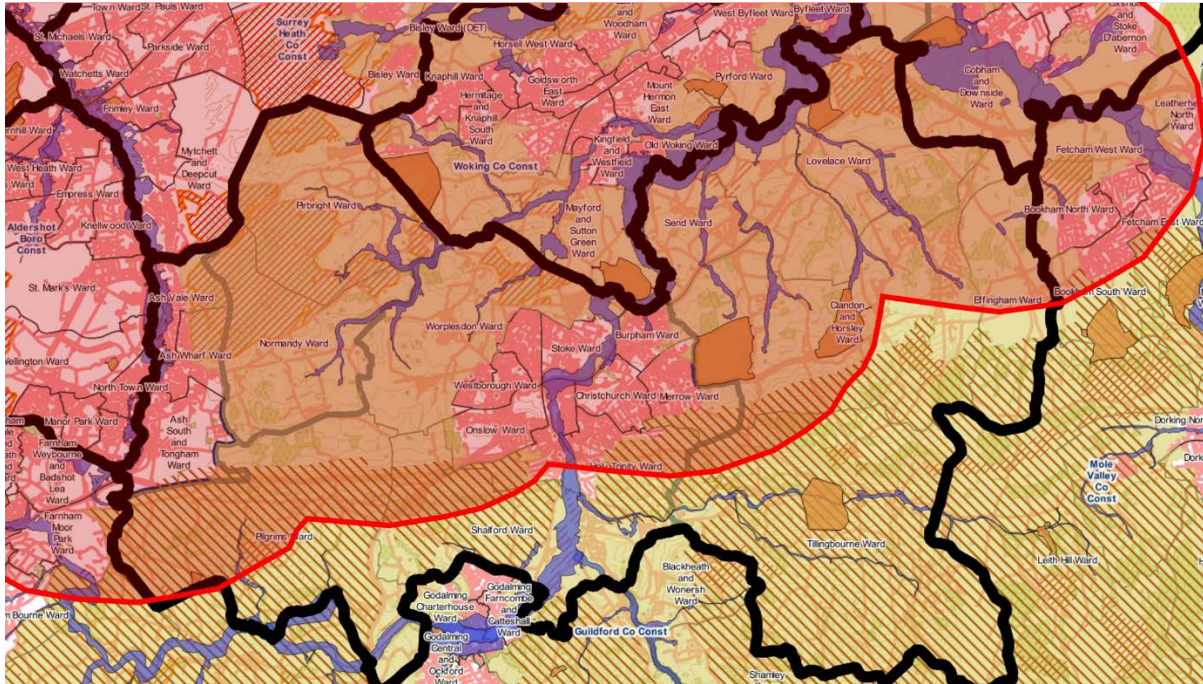 Town Ward
St. Pauls Ward
St. Michaels Ward
Parkside Ward
Watchetts Ward
Frimley Ward
Surrey
Heath
Co
Const
Bisley Ward (DET)
Horsell West Ward
and
Woodham Ward
West Byfleet Ward
Byfleet Ward
and
Stoke
D'abernon
Ward
Bisley Ward
Knaphill Ward
Goldsworth
East
Ward
Hermitage
and
Knaphill
South
Ward
Mount
Hermon
East
Ward
Pyrford Ward
Cobham
and
Downside
Ward
Leatherhe
North
Ward
Mytchett
and
Deepcut
Ward
West Heath Ward
Empress Ward
Knellwood Ward
Aldershot
Boro
Const
St. Mark's Ward
Kingfield
and
Westfield
Ward
Old Woking Ward
Woking Co Const
Lovelace Ward
Fetcham West Ward
Pirbright Ward
Mayford
and
Sutton
Green
Ward
Send Ward
Bookham North Ward
Fetcham East Ward
Ash Vale Ward
Bookham South Ward
Effingham Ward
Clandon
and
Horsley
Ward
Worplesdon Ward
Normandy Ward
Burpham Ward
Stoke Ward
Ash Wharf Ward
Wellington Ward
North Town Ward
Westborough Ward
Christchurch Ward
Merrow Ward
Manor Park Ward
Onslow Ward
Ash
South
and
Tongham
Ward
Farnham
Weybourne
and
Badshot
Lea
Ward
Holy Trinity Ward
Dorking Nor
Mole
Valley
Co
Const
Farnham
Moor
Park
Ward
Pilgrims Ward
Shalford Ward
Tillingbourne Ward
Leith Hill Ward
Blackheath
and
Wonersh
Ward
Godalming
Charterhouse
Ward
Godalming
Farncombe
and
Catteshall
Ward
Bourne Ward
Guildford Co Const
Godalming
Central
and
Ockford
Ward
Shamley